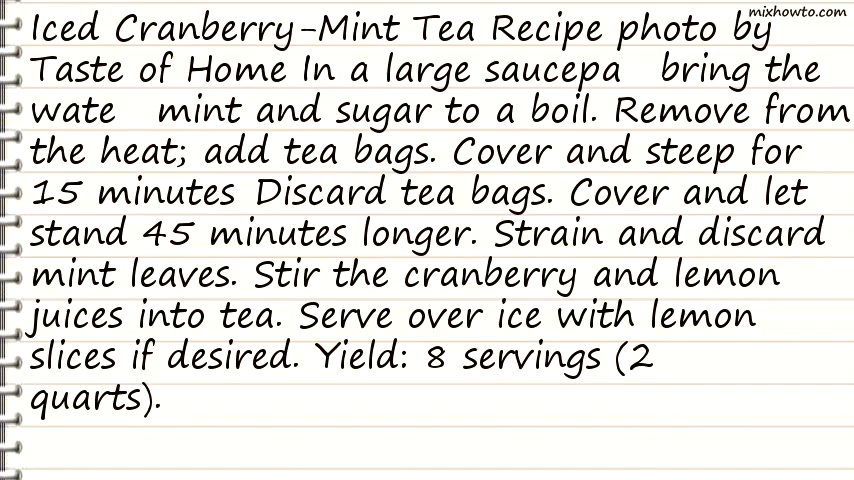 mixhowto.com
Iced Cranberry-Mint Tea Recipe photo by
Taste of Home In a large saucepa bring the
wate mint and sugar to a boil. Remove from
the heat; add tea bags. Cover and steep for
15 minutes Discard tea bags. Cover and let
stand 45 minutes longer. Strain and discard
mint leaves. Stir the cranberry and lemon
juices into tea. Serve over ice with lemon
slices if desired. Yield: 8 servings (2
quarts).